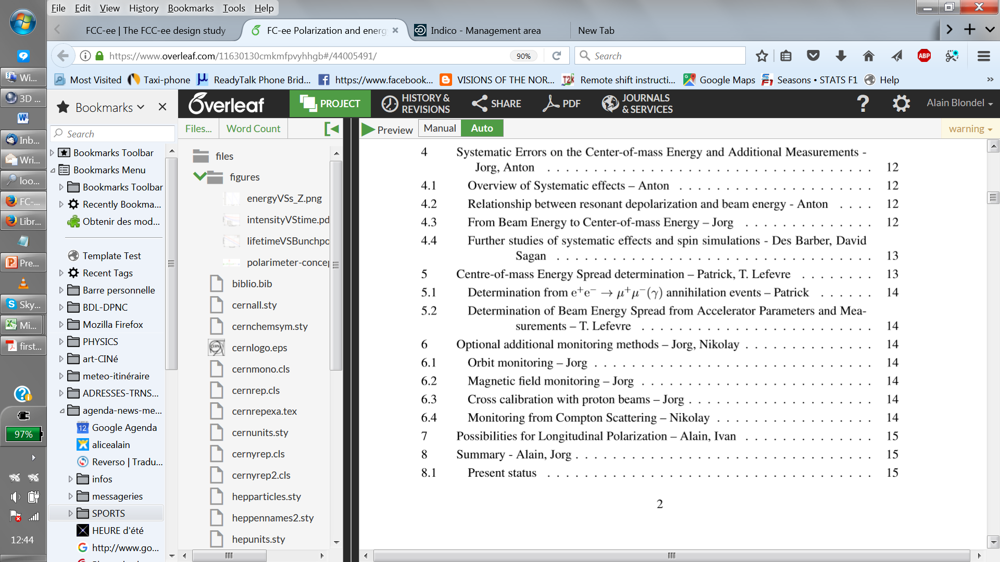 File Edit View History Bookmarks Tools Help
FCC-ee | The FCC-ee design study
FC-ee Polarization and energ
Indico - Management area
New Tab
https://www.overleaf.com/11630130cmkmfpvyhhgb#/44005491/
90%
Search
ABP
Most Visited
Taxi-phone
ReadyTalk Phone Brid...
https://www.facebook...
VISIONS OF THE NOR...
Remote shift instructi...
Google Maps
Seasons • STATS F1
Help
»
Wi...
3D ...
Inb...
Wri...
loo...
FC-...
Libr...
Pre...
Sky...
Mi...
first...
97%
12:44
Bookmarks
Search
Bookmarks Toolbar
Bookmarks Menu
Bookmarks Toolbar
Recently Bookma...
Obtenir des mod...
Template Test
Recent Tags
Barre personnelle
BDL-DPNC
Mozilla Firefox
PHYSICS
art-CINé
meteo-itinéraire
ADRESSES-TRNS...
agenda-news-me...
Google Agenda
alicealain
Reverso | Tradu...
infos
messageries
SPORTS
HEURE d'été
http://www.go...
Overleaf
PROJECT
HISTORY & REVISIONS
SHARE
PDF
JOURNALS & SERVICES
?
Alain Blondel
Files...
Word Count
Preview
Manual
Auto
warning
files
figures
energyVSs_Z.png
intensityVStime.pd
lifetimeVSBunchpo
polarimeter-concep
biblio.bib
cernall.sty
cernchemsym.sty
cernlogo.eps
cernmono.cls
cernrep.cls
cernrepexa.tex
cernunits.sty
cernyrep.cls
cernyrep2.cls
hepparticles.sty
heppennames2.sty
hepunits.sty
4 Systematic Errors on the Center-of-mass Energy and Additional Measurements -
Jorg, Anton . . . . . . . . . . . . . . . . . . . . . . . . . . 12
4.1 Overview of Systematic effects – Anton . . . . . . . . . . . . . . . . 12
4.2 Relationship between resonant depolarization and beam energy - Anton . . . . 12
4.3 From Beam Energy to Center-of-mass Energy – Jorg . . . . . . . . . . . 12
4.4 Further studies of systematic effects and spin simulations - Des Barber, David
Sagan . . . . . . . . . . . . . . . . . . . . . . . . . 13
5 Centre-of-mass Energy Spread determination – Patrick, T. Lefevre . . . . . . 13
5.1 Determination from e⁺e⁻ → μ⁺μ⁻(γ) annihilation events – Patrick . . . . . 14
5.2 Determination of Beam Energy Spread from Accelerator Parameters and Mea-
surements – T. Lefevre . . . . . . . . . . . . . . . . . . . 14
6 Optional additional monitoring methods – Jorg, Nikolay . . . . . . . . . . . 14
6.1 Orbit monitoring – Jorg . . . . . . . . . . . . . . . . . . . . . . . 14
6.2 Magnetic field monitoring – Jorg . . . . . . . . . . . . . . . . . . . 14
6.3 Cross calibration with proton beams – Jorg . . . . . . . . . . . . . . . 14
6.4 Monitoring from Compton Scattering – Nikolay . . . . . . . . . . . . . 14
7 Possibilities for Longitudinal Polarization – Alain, Ivan . . . . . . . . . . . 15
8 Summary - Alain, Jorg . . . . . . . . . . . . . . . . . . . . . . . . 15
8.1 Present status . . . . . . . . . . . . . . . . . . . . . . . . . . 15
2